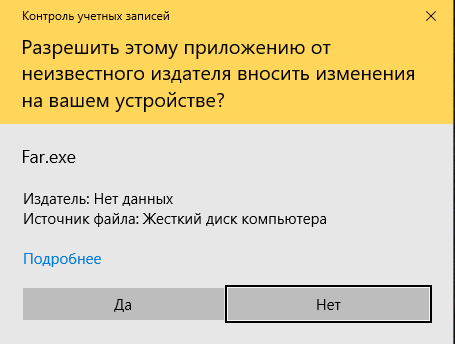 Контроль учетных записей
Разрешить этому приложению от
неизвестного издателя вносить изменения
на вашем устройстве?
Far.exe
Издатель: Нет данных
Источник файла: Жесткий диск компьютера
Подробнее
Да
Нет